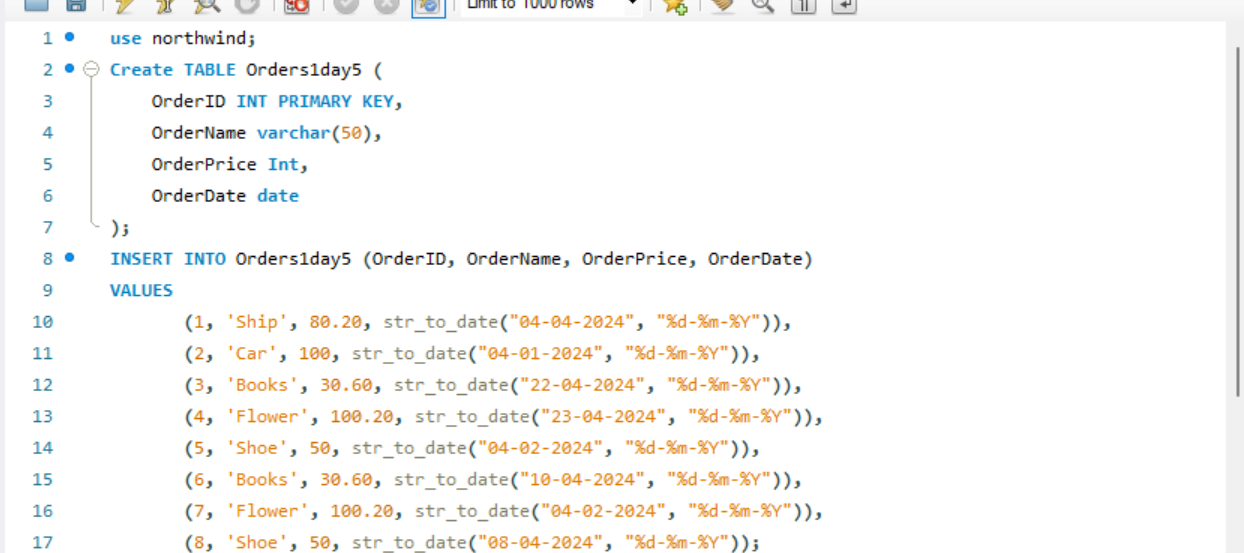 Limit to 1000 rows
1 use northwind;
2 Create TABLE Orders1day5 (
3 OrderID INT PRIMARY KEY,
4 OrderName varchar(50),
5 OrderPrice Int,
6 OrderDate date
7 );
8 INSERT INTO Orders1day5 (OrderID, OrderName, OrderPrice, OrderDate)
9 VALUES
10 (1, 'Ship', 80.20, str_to_date("04-04-2024", "%d-%m-%Y")),
11 (2, 'Car', 100, str_to_date("04-01-2024", "%d-%m-%Y")),
12 (3, 'Books', 30.60, str_to_date("22-04-2024", "%d-%m-%Y")),
13 (4, 'Flower', 100.20, str_to_date("23-04-2024", "%d-%m-%Y")),
14 (5, 'Shoe', 50, str_to_date("04-02-2024", "%d-%m-%Y")),
15 (6, 'Books', 30.60, str_to_date("10-04-2024", "%d-%m-%Y")),
16 (7, 'Flower', 100.20, str_to_date("04-02-2024", "%d-%m-%Y")),
17 (8, 'Shoe', 50, str_to_date("08-04-2024", "%d-%m-%Y"));